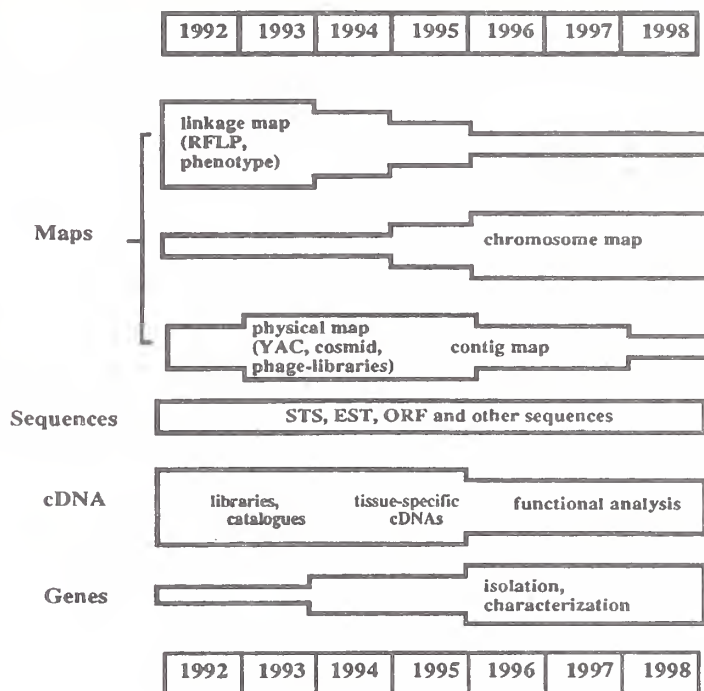 1992 1993 1994 1995 1996 1997 1998
linkage map
(RFLP,
phenotype)
Maps
chromosome map
physical map
(YAC, cosmid,
phage-libraries)
contig map
Sequences
STS, EST, ORF and other sequences
cDNA
libraries,
catalogues
tissue-specific
cDNAs
functional analysis
Genes
isolation,
characterization
1992 1993 1994 1995 1996 1997 1998